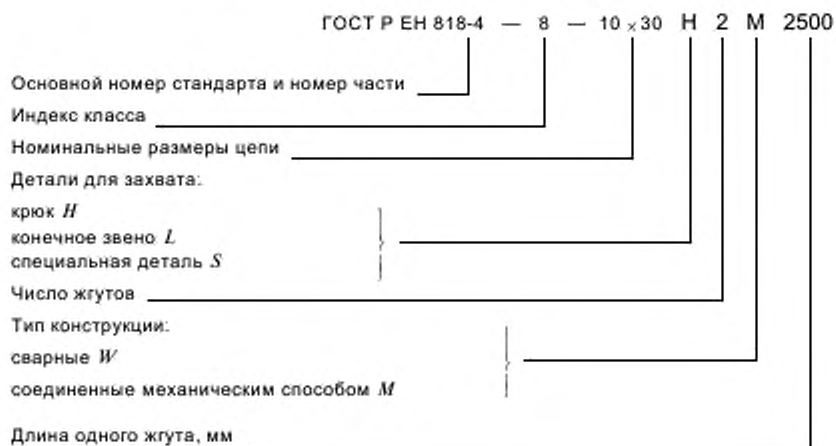 ГОСТ Р ЕН 818-4 — 8 — 10 × 30 H 2 M 2500
Основной номер стандарта и номер части
Индекс класса
Номинальные размеры цепи
Детали для захвата:
крюк H
конечное звено L
специальная деталь S
Число жгутов
Тип конструкции:
сварные W
соединенные механическим способом M
Длина одного жгута, мм